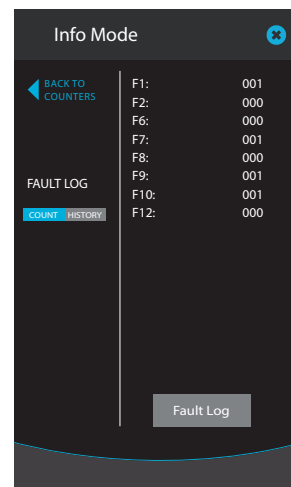 Info Mode
BACK TO
COUNTERS
FAULT LOG
COUNT HISTORY
F1: 001
F2: 000
F6: 000
F7: 001
F8: 000
F9: 001
F10: 001
F12: 000
Fault Log